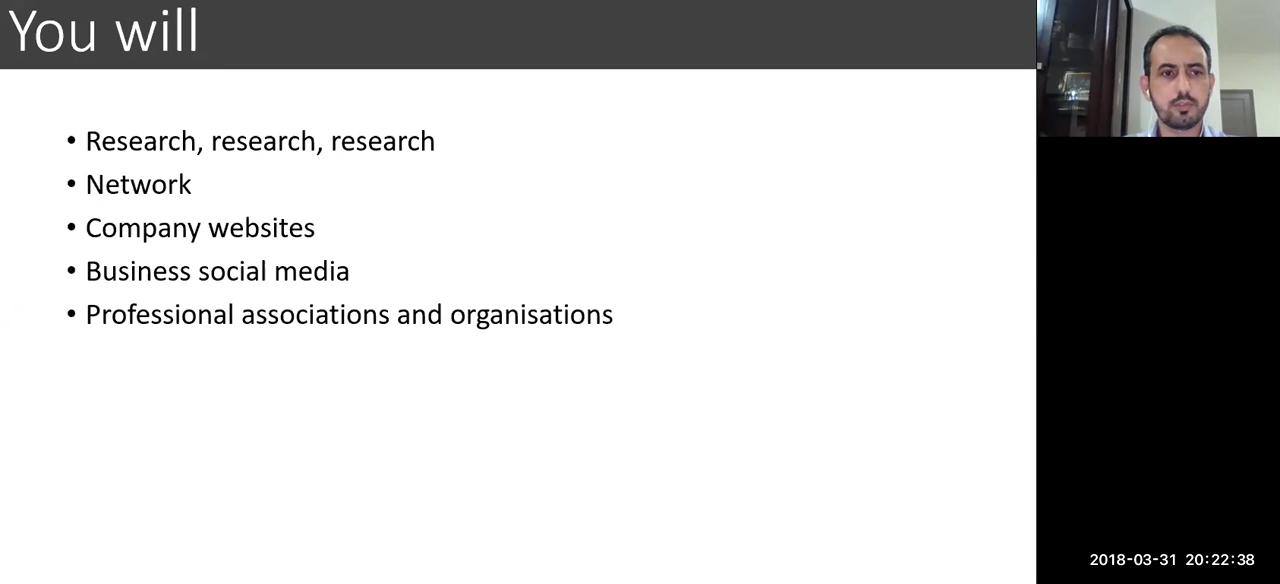 You will
• Research, research, research
• Network
• Company websites
• Business social media
• Professional associations and organisations
2018-03-31 20:22:38